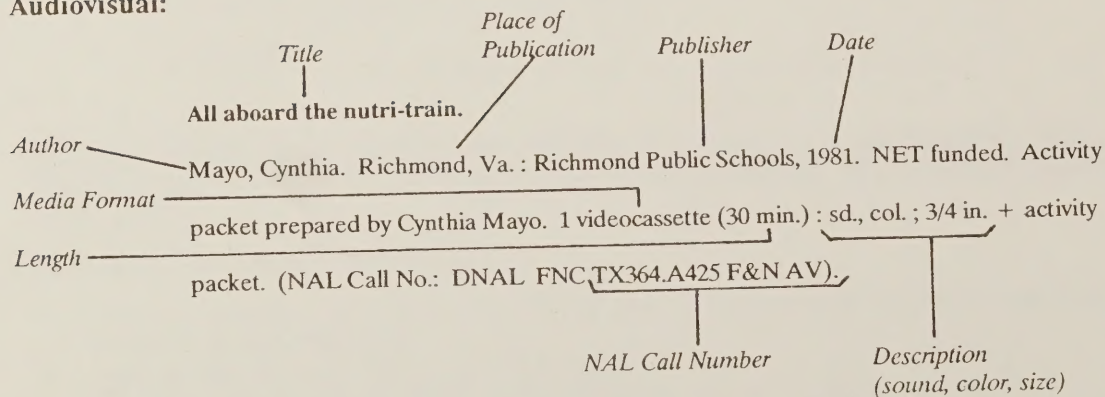 Audiovisual:
Place of
Title Publication Publisher Date
All aboard the nutri-train.
Author
Mayo, Cynthia. Richmond, Va. : Richmond Public Schools, 1981. NET funded. Activity
Media Format
packet prepared by Cynthia Mayo. 1 videocassette (30 min.) : sd., col. ; 3/4 in. + activity
Length
packet. (NAL Call No.: DNAL FNC TX364.A425 F&N AV).
NAL Call Number Description
(sound, color, size)